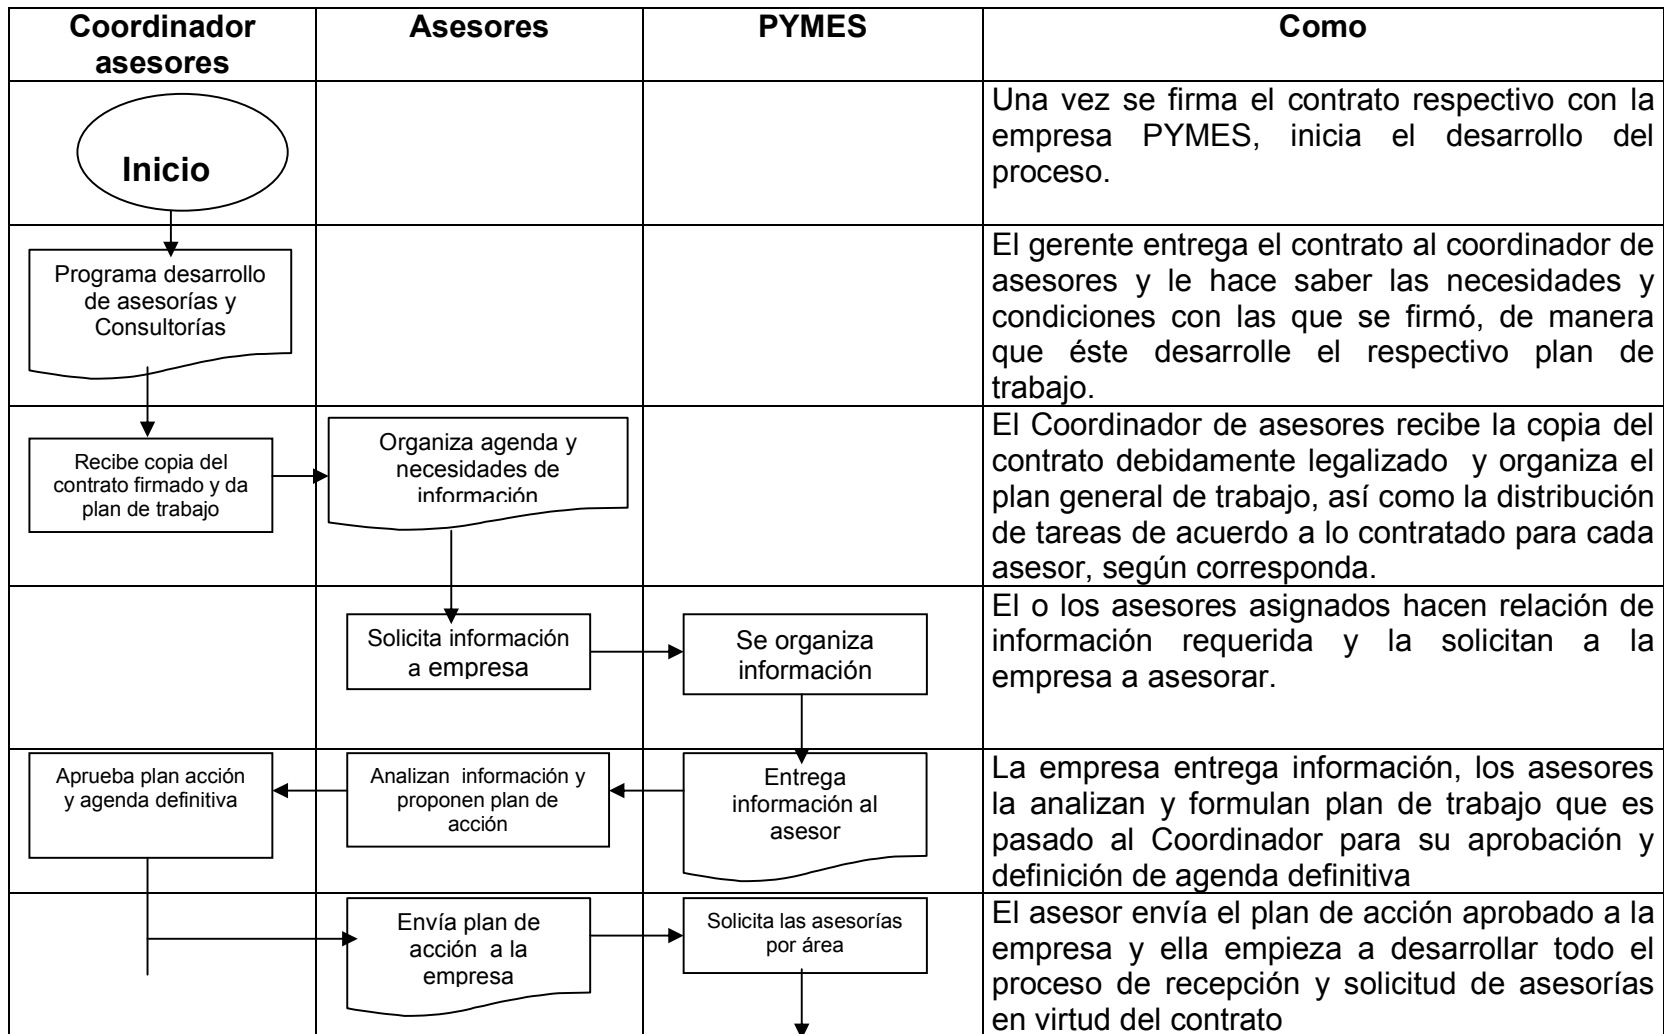 Coordinador
asesores
Asesores
PYMES
Como
Inicio
Una vez se firma el contrato respectivo con la
empresa PYMES, inicia el desarrollo del
proceso.
Programa desarrollo
de asesorías y
Consultorías
El gerente entrega el contrato al coordinador de
asesores y le hace saber las necesidades y
condiciones con las que se firmó, de manera
que éste desarrolle el respectivo plan de
trabajo.
Recibe copia del
contrato firmado y da
plan de trabajo
Organiza agenda y
necesidades de
información
El Coordinador de asesores recibe la copia del
contrato debidamente legalizado y organiza el
plan general de trabajo, así como la distribución
de tareas de acuerdo a lo contratado para cada
asesor, según corresponda.
Solicita información
a empresa
Se organiza
información
El o los asesores asignados hacen relación de
información requerida y la solicitan a la
empresa a asesorar.
Aprueba plan acción
y agenda definitiva
Analizan información y
proponen plan de
acción
Entrega
información al
asesor
La empresa entrega información, los asesores
la analizan y formulan plan de trabajo que es
pasado al Coordinador para su aprobación y
definición de agenda definitiva
Envía plan de
acción a la
empresa
Solicita las asesorías
por área
El asesor envía el plan de acción aprobado a la
empresa y ella empieza a desarrollar todo el
proceso de recepción y solicitud de asesorías
en virtud del contrato